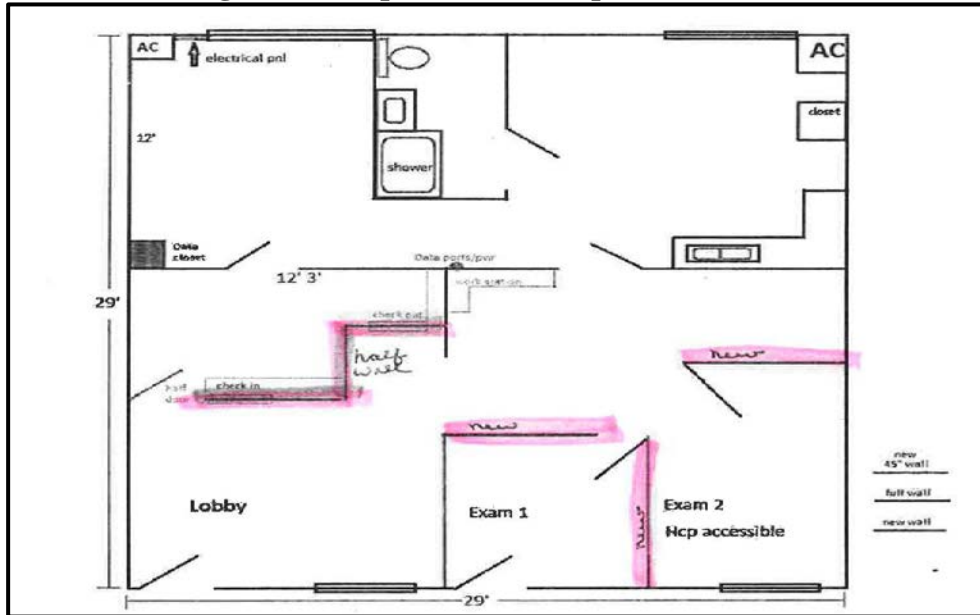 AC
electrical pnl
AC
closet
12'
shower
Data
closet
Data ports/pwr
12' 3'
work station
29'
check out
half
wall
new
check in
half
door
new
new
45" wall
full wall
new wall
Lobby
Exam 1
new
Exam 2
Hcp accessible
29'